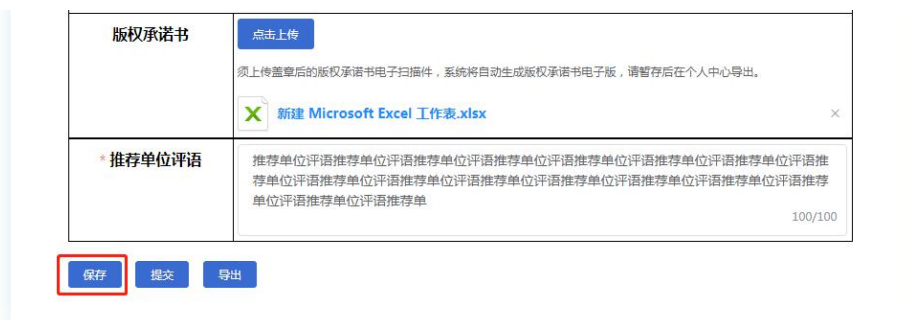 版权承诺书
点击上传
须上传盖章后的版权承诺书电子扫描件，系统将自动生成版权承诺书电子版，请暂存后在个人中心导出。
新建 Microsoft Excel 工作表.xlsx
*推荐单位评语
推荐单位评语推荐单位评语推荐单位评语推荐单位评语推荐单位评语推荐单位评语推荐单位评语推
荐单位评语推荐单位评语推荐单位评语推荐单位评语推荐单位评语推荐单位评语推荐单位评语推荐
单位评语推荐单位评语推荐单
100/100
保存 提交 导出